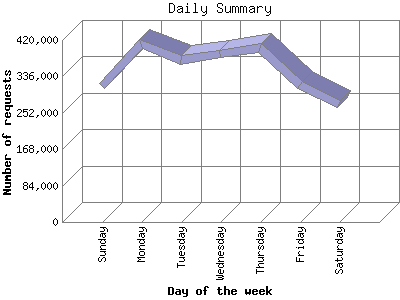 Daily Summary
Number of requests
420,000
336,000
252,000
168,000
84,000
0
Sunday
Monday
Tuesday
Wednesday
Thursday
Friday
Saturday
Day of the week